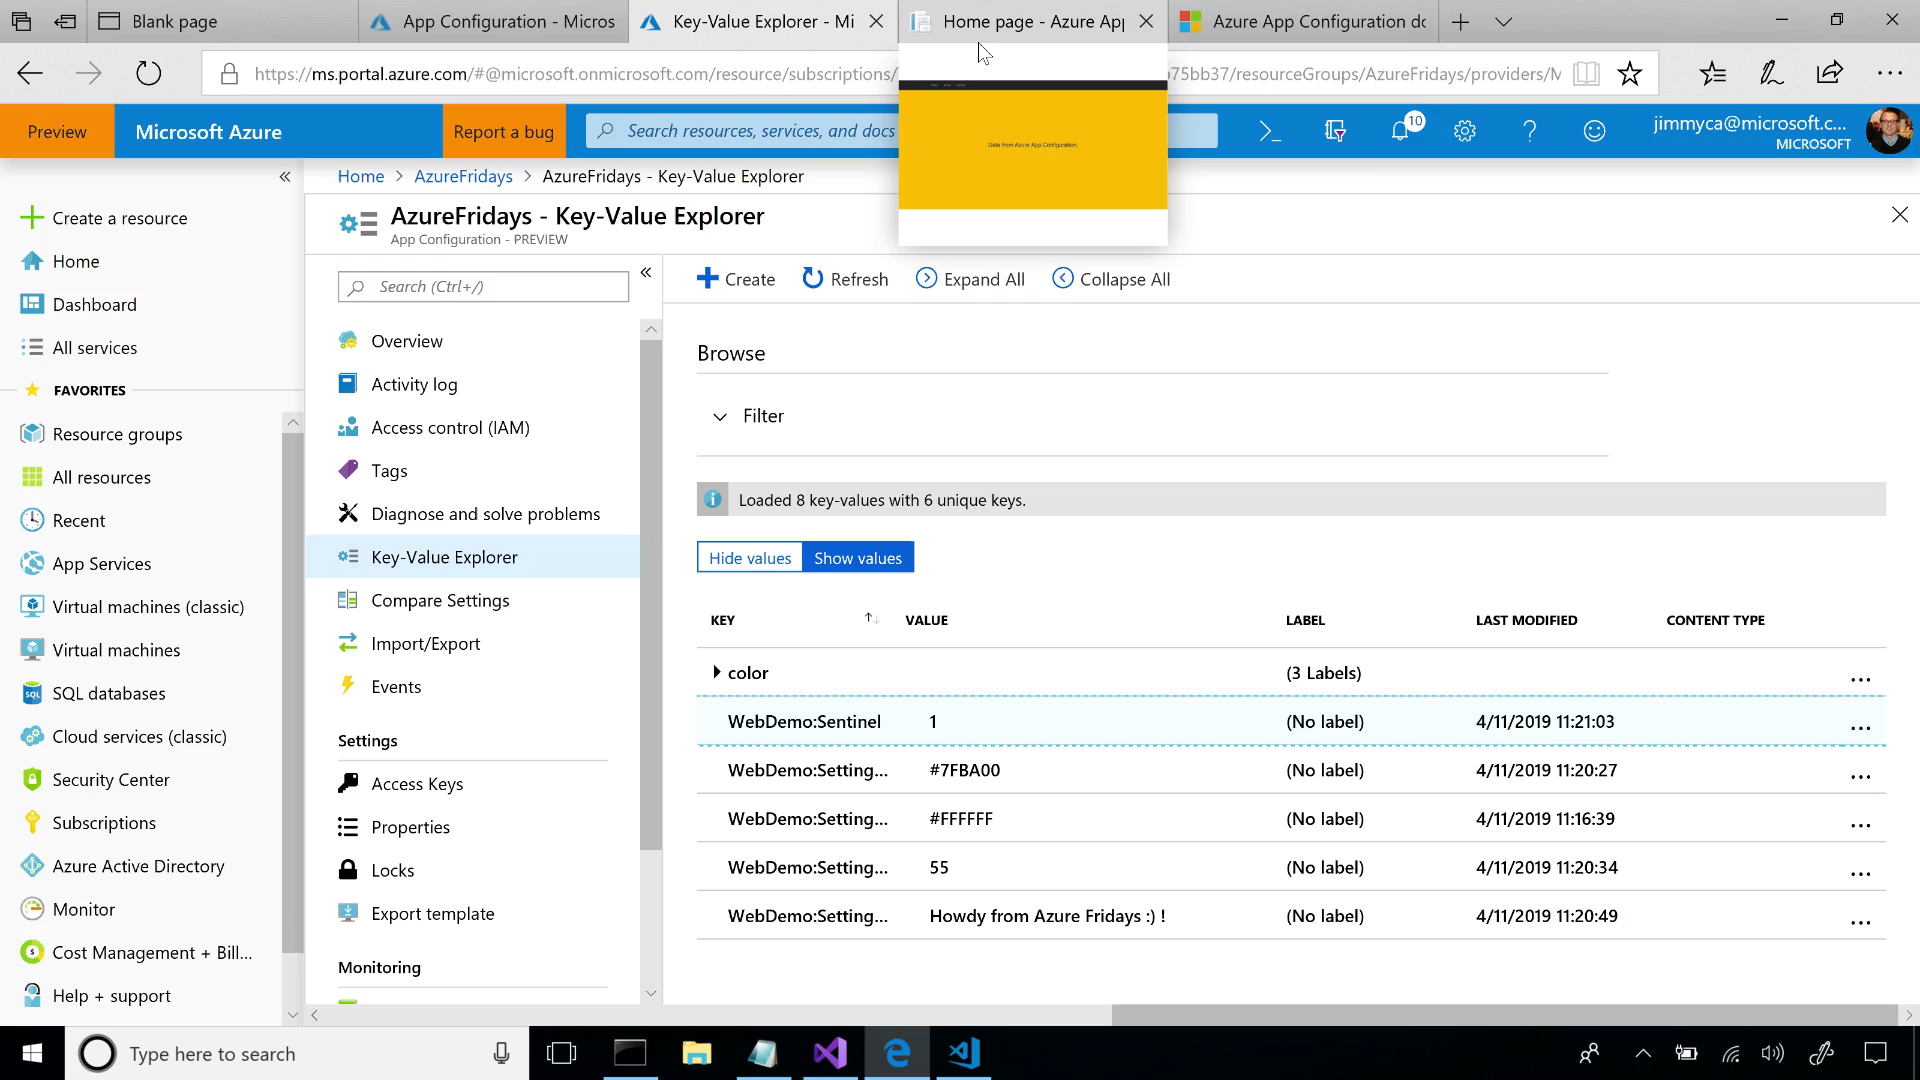 Blank page
App Configuration - Micros
Key-Value Explorer - Mi
Home page - Azure App
Azure App Configuration do
https://ms.portal.azure.com/#@microsoft.onmicrosoft.com/resource/subscriptions/
75bb37/resourceGroups/AzureFridays/providers/M
Preview
Microsoft Azure
Report a bug
Search resources, services, and docs
10
jimmyca@microsoft.c...
MICROSOFT
Data from Azure App Configuration.
Home > AzureFridays > AzureFridays - Key-Value Explorer
AzureFridays - Key-Value Explorer
App Configuration - PREVIEW
Create a resource
Home
Dashboard
All services
FAVORITES
Resource groups
All resources
Recent
App Services
Virtual machines (classic)
Virtual machines
SQL databases
Cloud services (classic)
Security Center
Subscriptions
Azure Active Directory
Monitor
Cost Management + Bill...
Help + support
Search (Ctrl+/)
Overview
Activity log
Access control (IAM)
Tags
Diagnose and solve problems
Key-Value Explorer
Compare Settings
Import/Export
Events
Settings
Access Keys
Properties
Locks
Export template
Monitoring
Create Refresh Expand All Collapse All
Browse
Filter
Loaded 8 key-values with 6 unique keys.
Hide values Show values
KEY VALUE LABEL LAST MODIFIED CONTENT TYPE
color (3 Labels) ...
WebDemo:Sentinel 1 (No label) 4/11/2019 11:21:03 ...
WebDemo:Setting... #7FBA00 (No label) 4/11/2019 11:20:27 ...
WebDemo:Setting... #FFFFFF (No label) 4/11/2019 11:16:39 ...
WebDemo:Setting... 55 (No label) 4/11/2019 11:20:34 ...
WebDemo:Setting... Howdy from Azure Fridays :) ! (No label) 4/11/2019 11:20:49 ...
Type here to search